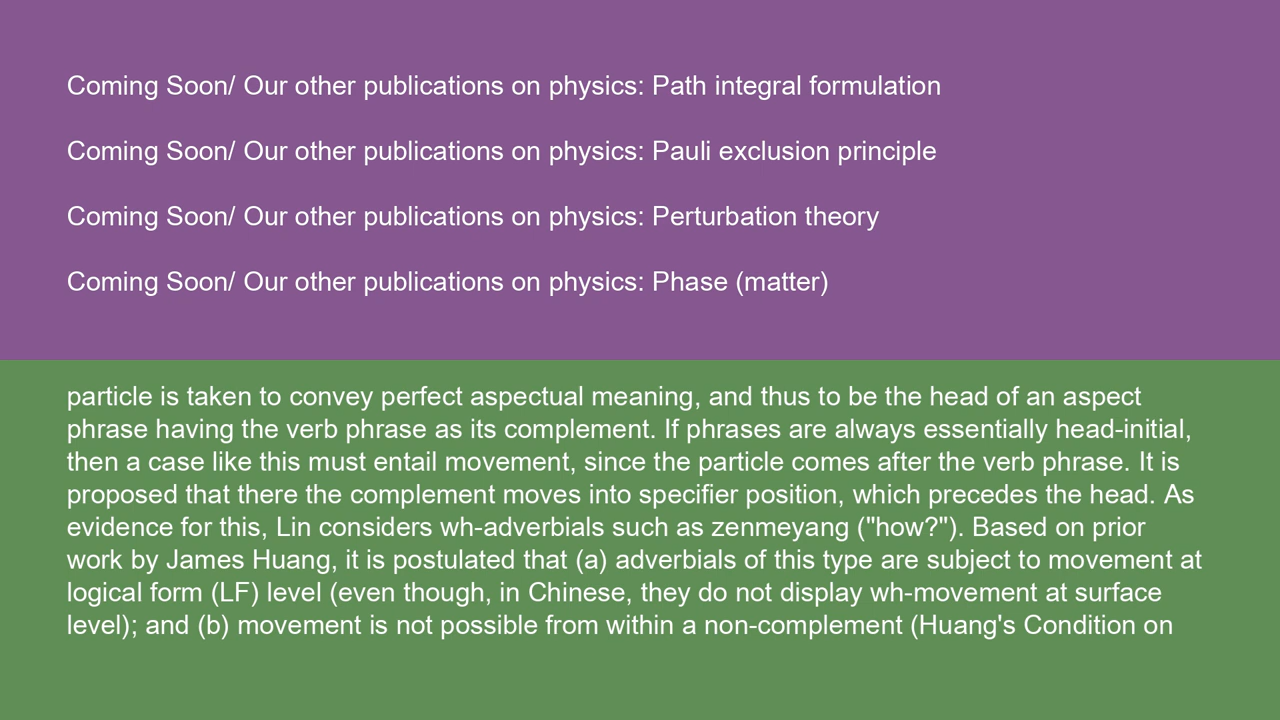 Coming Soon/ Our other publications on physics: Path integral formulation
Coming Soon/ Our other publications on physics: Pauli exclusion principle
Coming Soon/ Our other publications on physics: Perturbation theory
Coming Soon/ Our other publications on physics: Phase (matter)
particle is taken to convey perfect aspectual meaning, and thus to be the head of an aspect
phrase having the verb phrase as its complement. If phrases are always essentially head-initial,
then a case like this must entail movement, since the particle comes after the verb phrase. It is
proposed that there the complement moves into specifier position, which precedes the head. As
evidence for this, Lin considers wh-adverbials such as zenmeyang ("how?"). Based on prior
work by James Huang, it is postulated that (a) adverbials of this type are subject to movement at
logical form (LF) level (even though, in Chinese, they do not display wh-movement at surface
level); and (b) movement is not possible from within a non-complement (Huang's Condition on